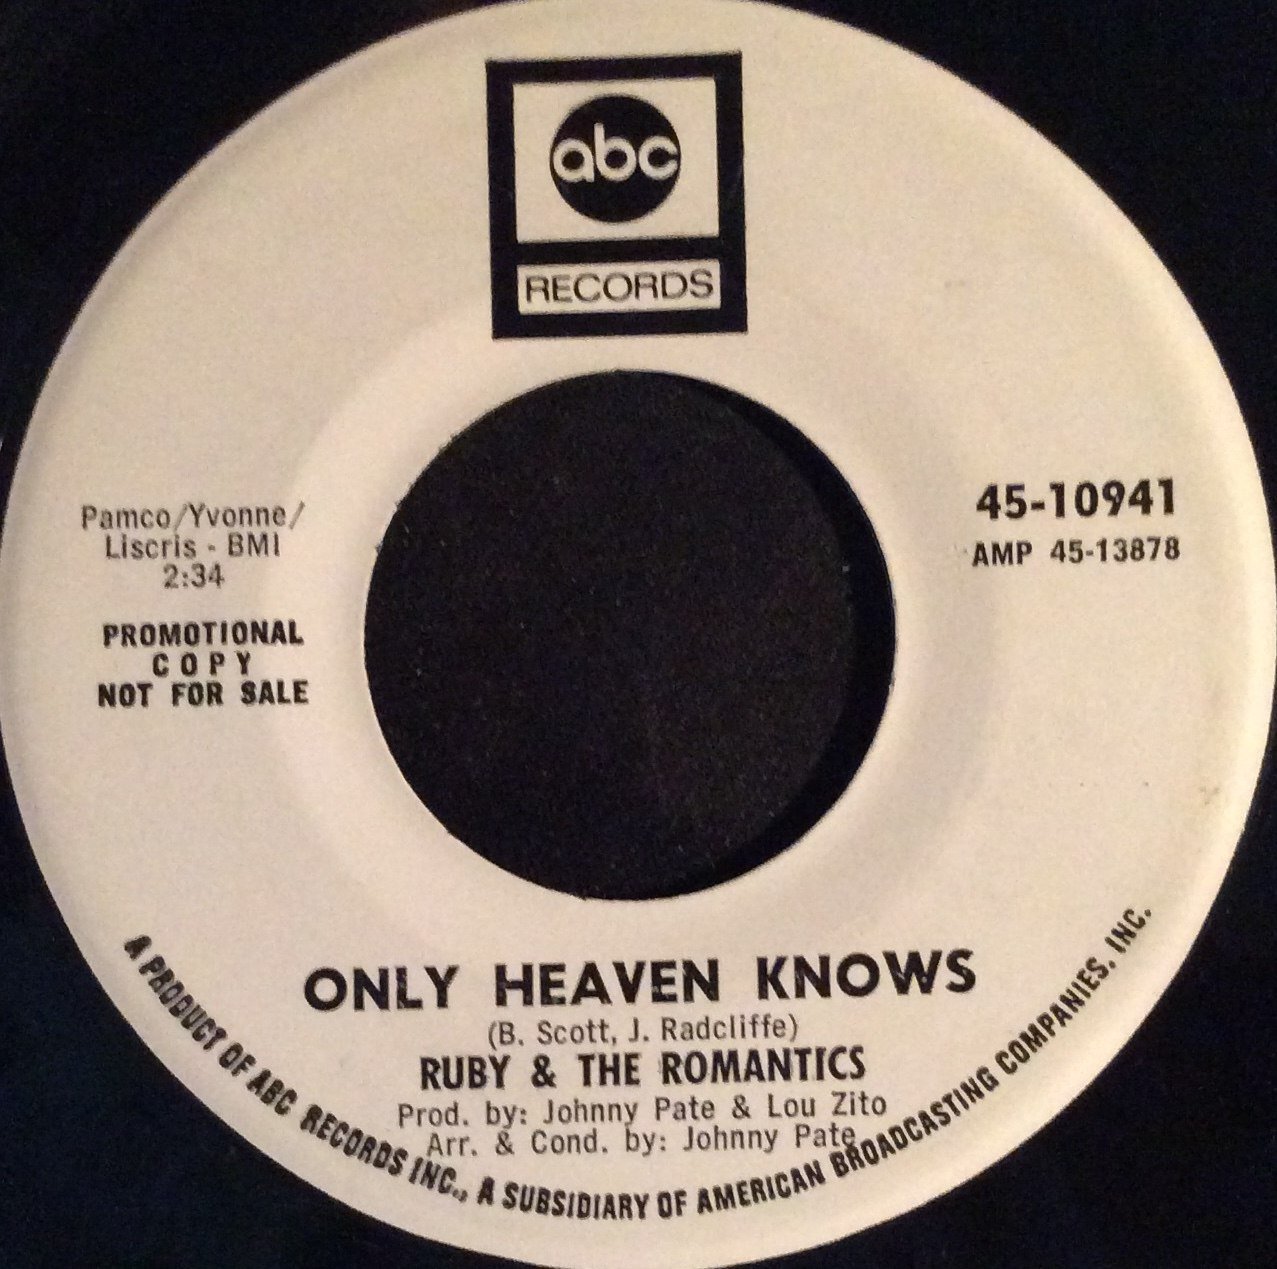 abc
RECORDS
Pamco/Yvonne/
Liscris - BMI
2:34
PROMOTIONAL
COPY
NOT FOR SALE
45-10941
AMP 45-13878
ONLY HEAVEN KNOWS
(B. Scott, J. Radcliffe)
RUBY & THE ROMANTICS
Prod. by: Johnny Pate & Lou Zito
Arr. & Cond. by: Johnny Pate
A PRODUCT OF ABC RECORDS INC., A SUBSIDIARY OF AMERICAN BROADCASTING COMPANIES, INC.